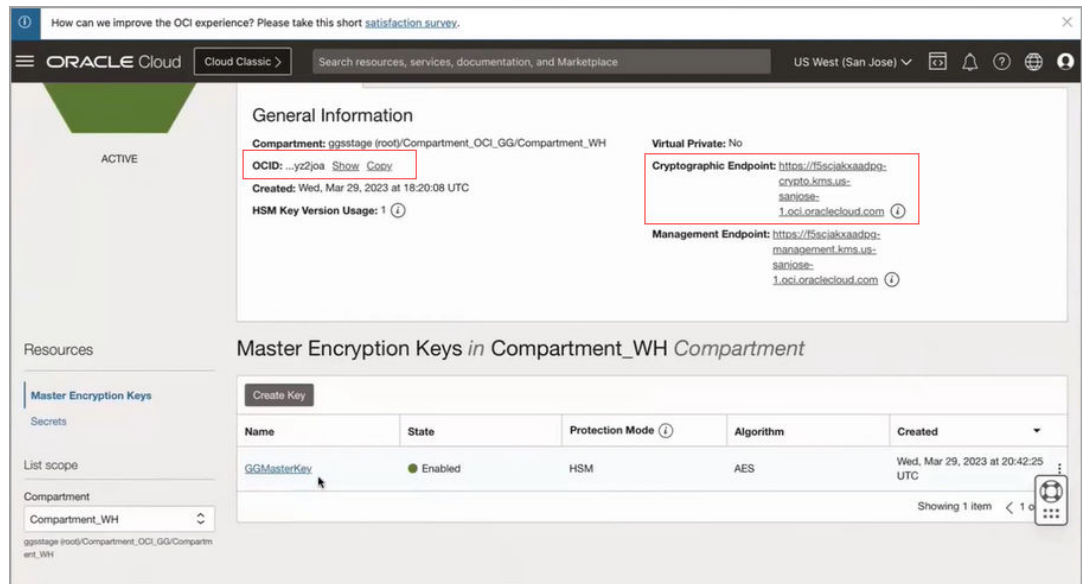 How can we improve the OCI experience? Please take this short satisfaction survey.
ORACLE Cloud
Cloud Classic >
Search resources, services, documentation, and Marketplace
US West (San Jose)
ACTIVE
General Information
Compartment: ggsstage (root)/Compartment_OCI_GG/Compartment_WH
OCID: ...yz2joa Show Copy
Created: Wed, Mar 29, 2023 at 18:20:08 UTC
HSM Key Version Usage: 1
Virtual Private: No
Cryptographic Endpoint: https://f5scjakxaadpg-
crypto.kms.us-
sanjose-
1.oci.oraclecloud.com
Management Endpoint: https://f5scjakxaadpg-
management.kms.us-
sanjose-
1.oci.oraclecloud.com
Resources
Master Encryption Keys
Secrets
List scope
Compartment
Compartment_WH
ggsstage (root)/Compartment_OCI_GG/Compartm
ent_WH
Master Encryption Keys in Compartment_WH Compartment
Create Key
Name State Protection Mode Algorithm Created
GGMasterKey Enabled HSM AES Wed, Mar 29, 2023 at 20:42:25
UTC
Showing 1 item < 1 o